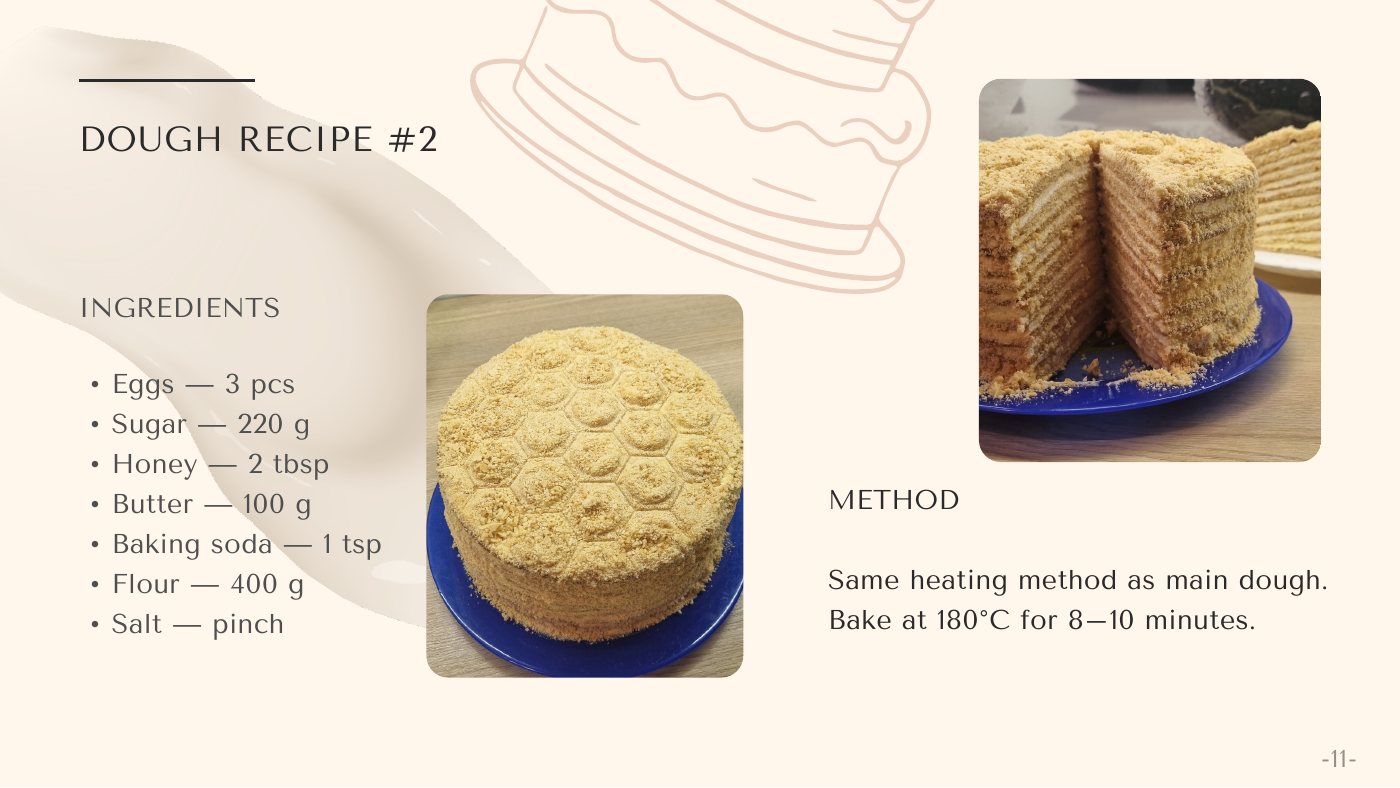 DOUGH RECIPE #2
INGREDIENTS
• Eggs — 3 pcs
• Sugar — 220 g
• Honey — 2 tbsp
• Butter — 100 g
• Baking soda — 1 tsp
• Flour — 400 g
• Salt — pinch
METHOD
Same heating method as main dough.
Bake at 180°C for 8–10 minutes.
-11-